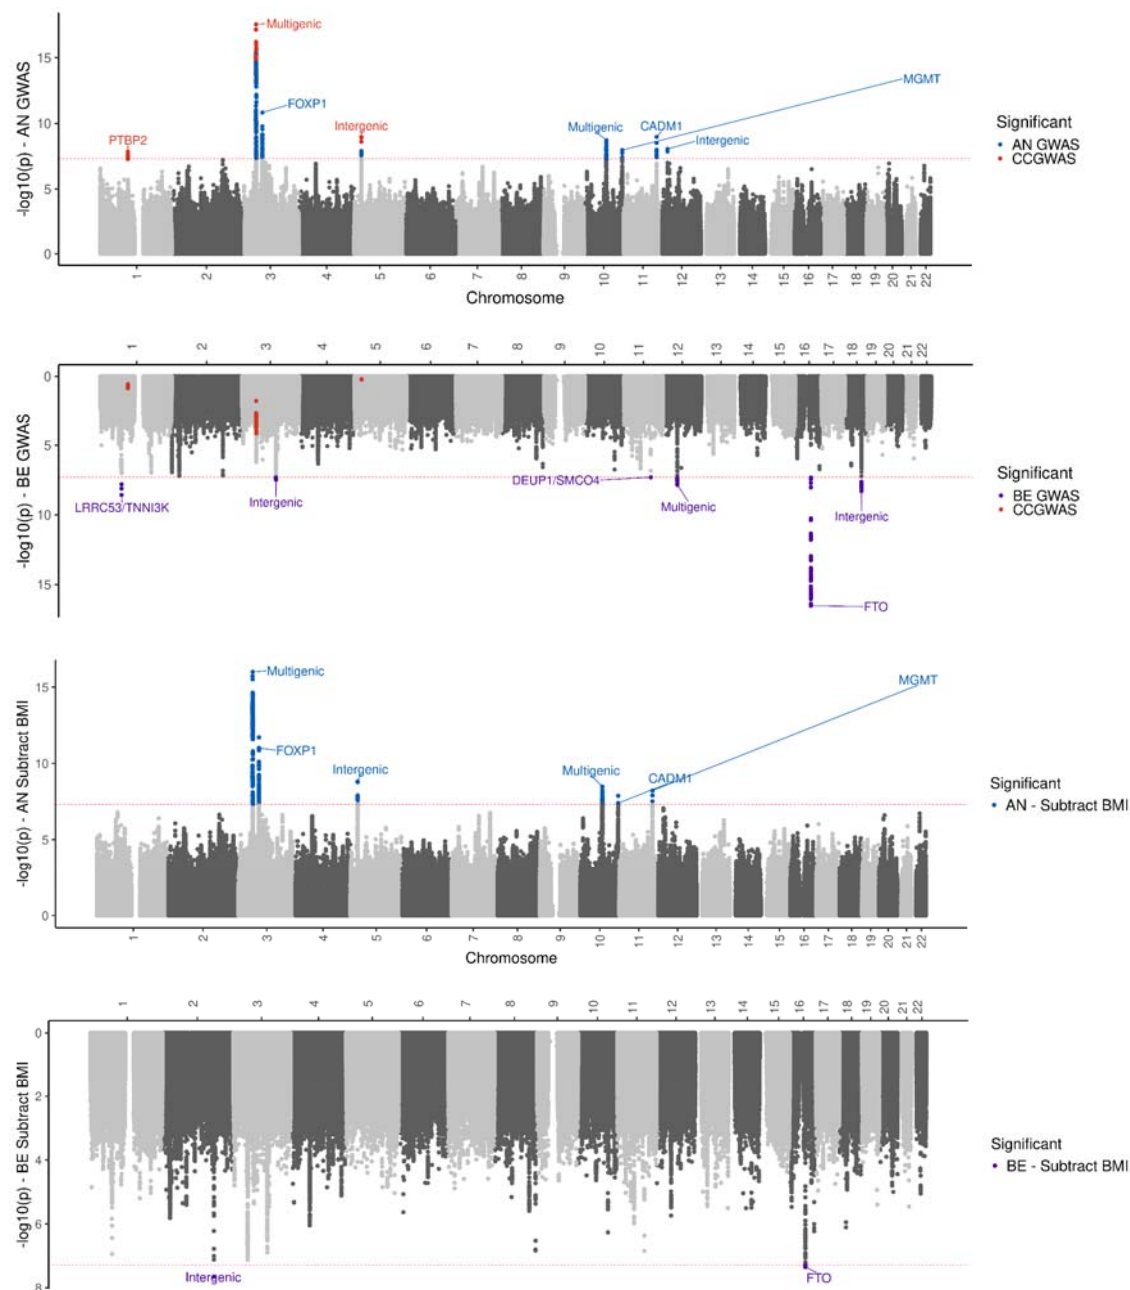 -log10(p) - AN GWAS
15
10
5
0
Multigenic
FOXP1
PTBP2
Intergenic
Multigenic
CADM1
Intergenic
MGMT
Significant
AN GWAS
CCGWAS
1 2 3 4 5 6 7 8 9 10 11 12 13 14 15 16 17 18 19 20 21 22
Chromosome
1 2 3 4 5 6 7 8 9 10 11 12 13 14 15 16 17 18 19 20 21 22
-log10(p) - BE GWAS
0
5
10
15
LRRC53/TNNI3K
Intergenic
DEUP1/SMCO4
Multigenic
Intergenic
FTO
Significant
BE GWAS
CCGWAS
-log10(p) - AN Subtract BMI
15
10
5
0
Multigenic
FOXP1
Intergenic
Multigenic
CADM1
MGMT
Significant
AN - Subtract BMI
1 2 3 4 5 6 7 8 9 10 11 12 13 14 15 16 17 18 19 20 21 22
Chromosome
1 2 3 4 5 6 7 8 9 10 11 12 13 14 15 16 17 18 19 20 21 22
-log10(p) - BE Subtract BMI
0
2
4
6
8
Intergenic
FTO
Significant
BE - Subtract BMI